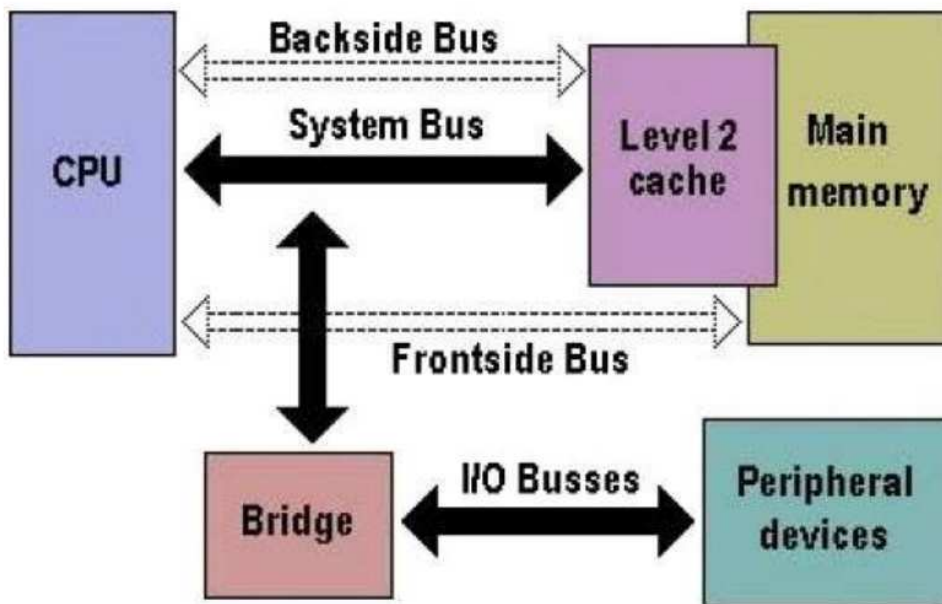 Backside Bus
System Bus
CPU
Level 2
cache
Main
memory
Frontside Bus
I/O Busses
Bridge
Peripheral
devices